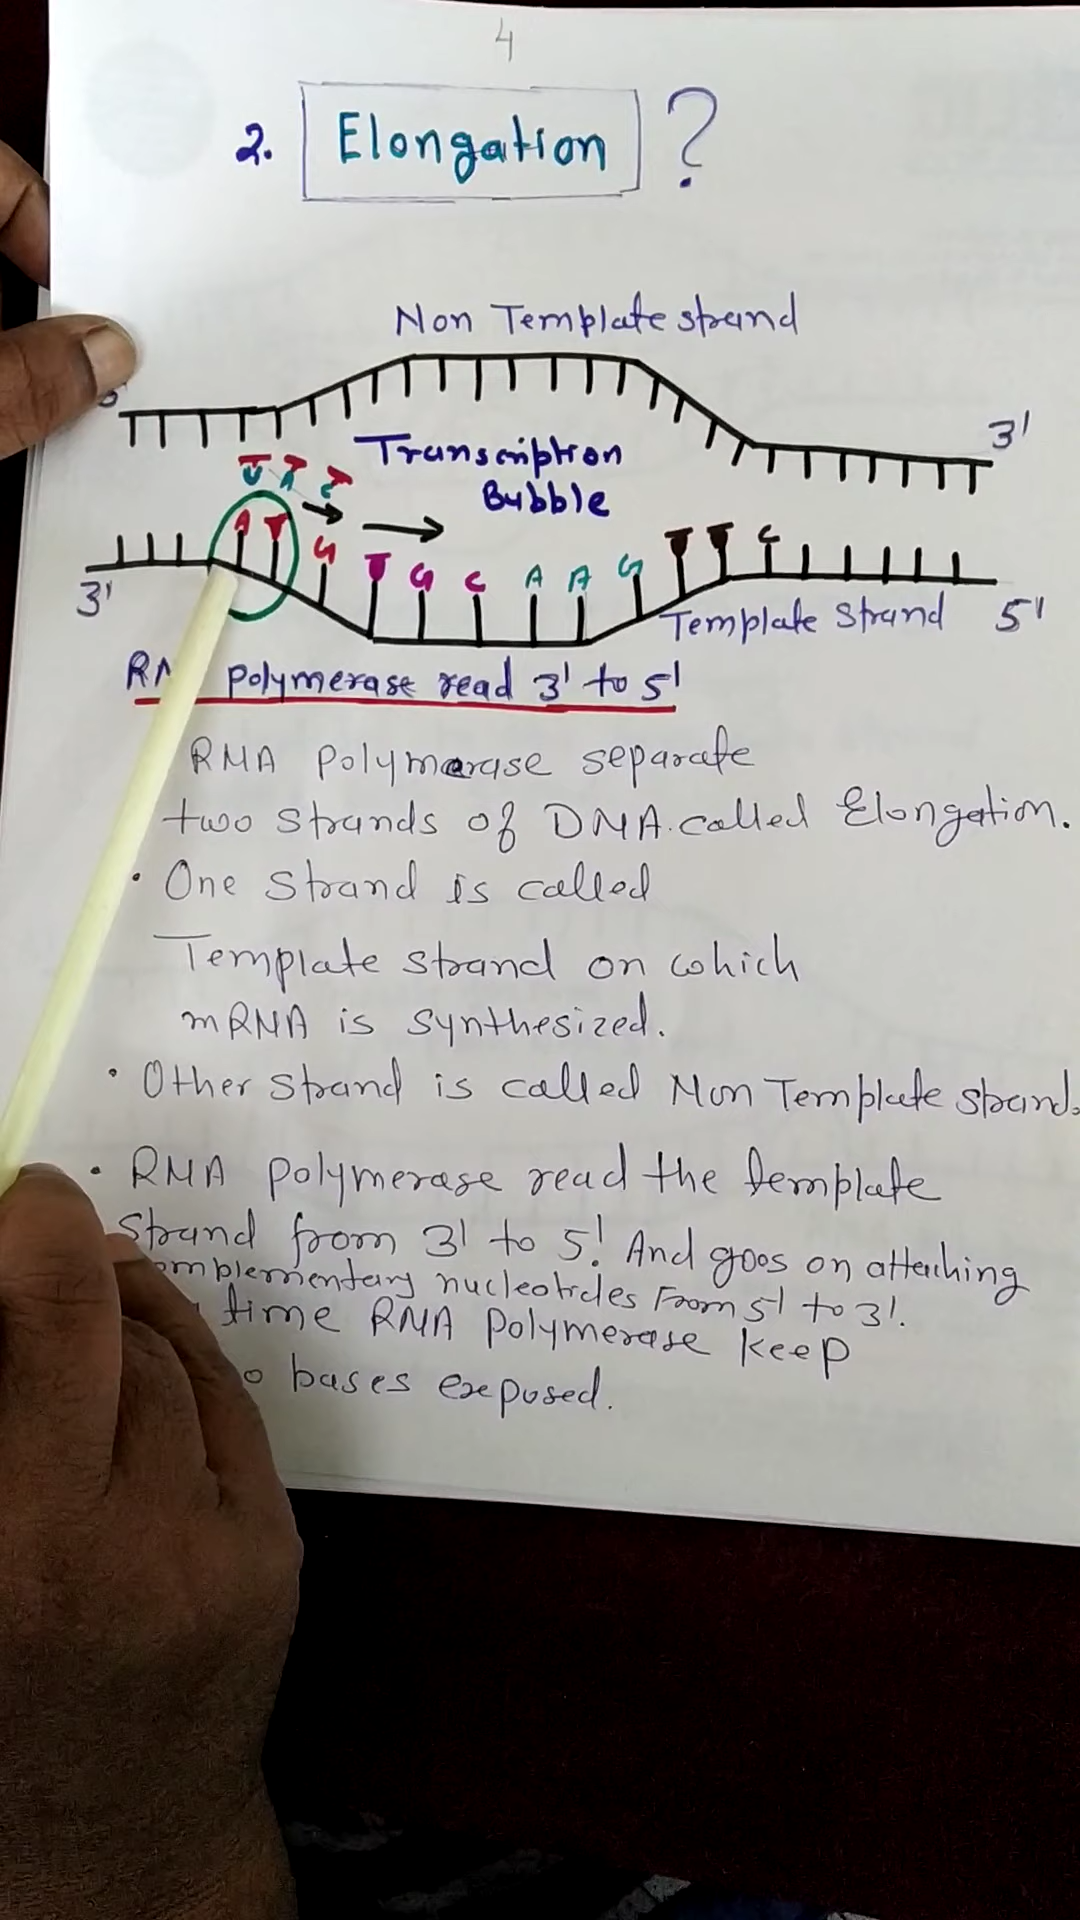 4
2. Elongation ?
Non Template strand
3'
Transcription
Bubble
U A C
A T G T G C A A G T T C
3'
Template Strand 5'
polymerase read 3' to 5'
RNA Polymerase separate
two strands of DNA called Elongation.
• One strand is called
Template strand on which
mRNA is synthesized.
• Other strand is called Non Template strand.
• RNA polymerase read the template
strand from 3' to 5'. And goes on attaching
nucleotides From 5' to 3'.
time RNA Polymerase keep
bases exposed.